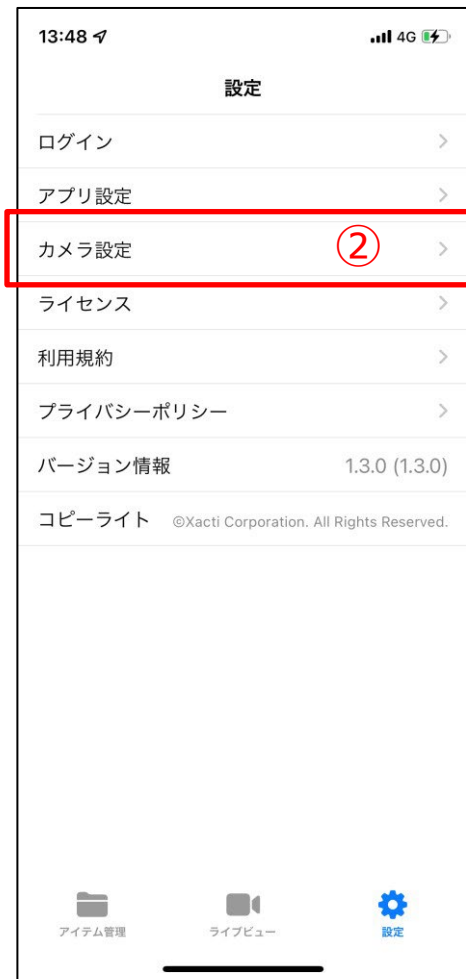 13:48 4G
設定
ログイン
アプリ設定
カメラ設定 ②
ライセンス
利用規約
プライバシーポリシー
バージョン情報 1.3.0 (1.3.0)
コピーライト ©Xacti Corporation. All Rights Reserved.
アイテム管理 ライブビュー 設定